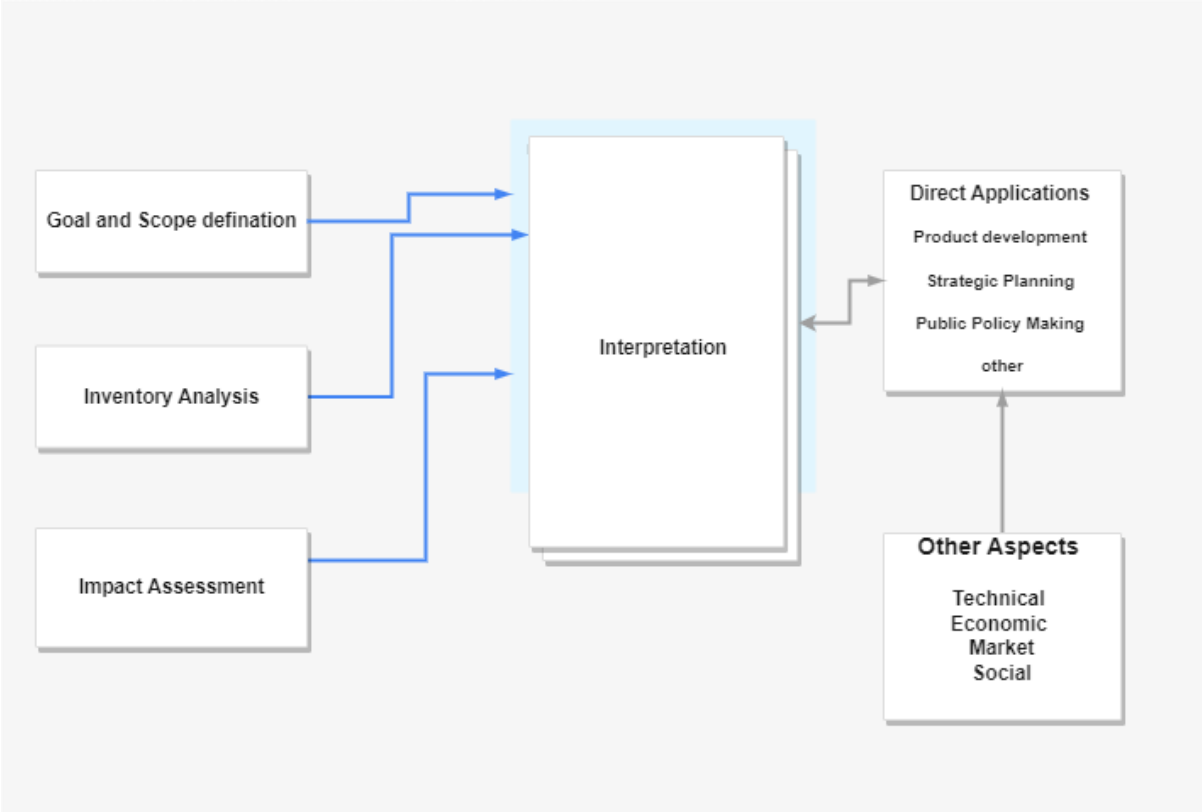 Goal and Scope defination
Inventory Analysis
Impact Assessment
Interpretation
Direct Applications
Product development
Strategic Planning
Public Policy Making
other
Other Aspects
Technical
Economic
Market
Social